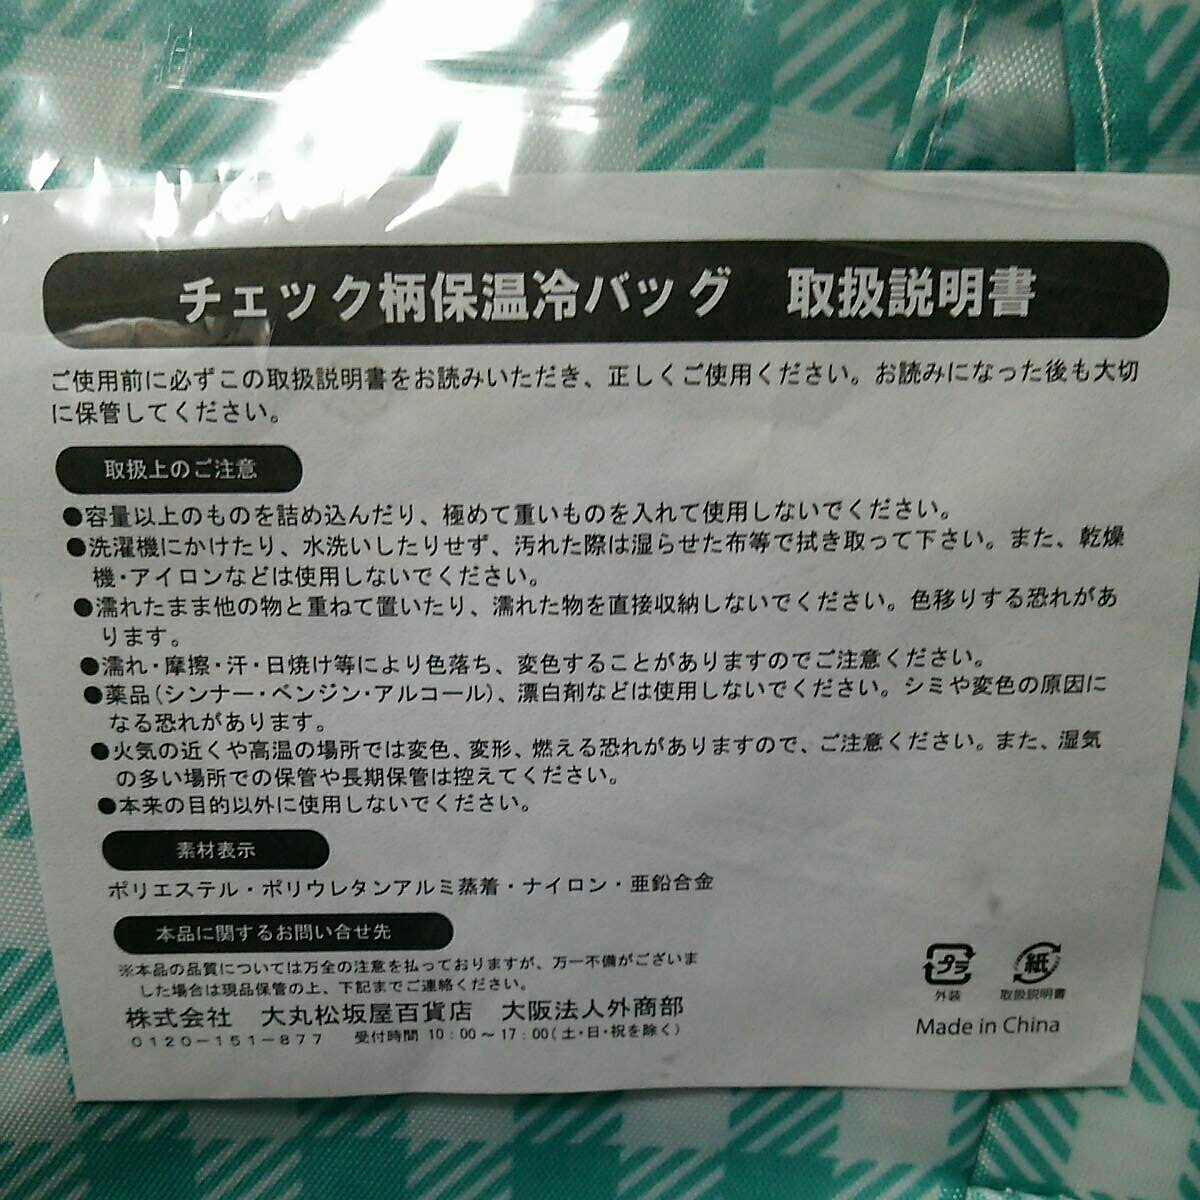 チェック柄保温冷バッグ 取扱説明書
ご使用前に必ずこの取扱説明書をお読みいただき、正しくご使用ください。お読みになった後も大切
に保管してください。
取扱上のご注意
●容量以上のものを詰め込んだり、極めて重いものを入れて使用しないでください。
●洗濯機にかけたり、水洗いしたりせず、汚れた際は湿らせた布等で拭き取って下さい。また、乾燥
機・アイロンなどは使用しないでください。
●濡れたまま他の物と重ねて置いたり、濡れた物を直接収納しないでください。色移りする恐れがあ
ります。
●濡れ・摩擦・汗・日焼け等により色落ち、変色することがありますのでご注意ください。
●薬品(シンナー・ベンジン・アルコール)、漂白剤などは使用しないでください。シミや変色の原因に
なる恐れがあります。
●火気の近くや高温の場所では変色、変形、燃える恐れがありますので、ご注意ください。また、湿気
の多い場所での保管や長期保管は控えてください。
●本来の目的以外に使用しないでください。
素材表示
ポリエステル・ポリウレタンアルミ蒸着・ナイロン・亜鉛合金
本品に関するお問い合せ先
※本品の品質については万全の注意を払っておりますが、万一不備がございま
した場合は現品保管の上、下記までご連絡ください。
株式会社 大丸松坂屋百貨店 大阪法人外商部
0120-151-877 受付時間 10:00~17:00(土・日・祝を除く)
プラ
外装
紙
取扱説明書
Made in China